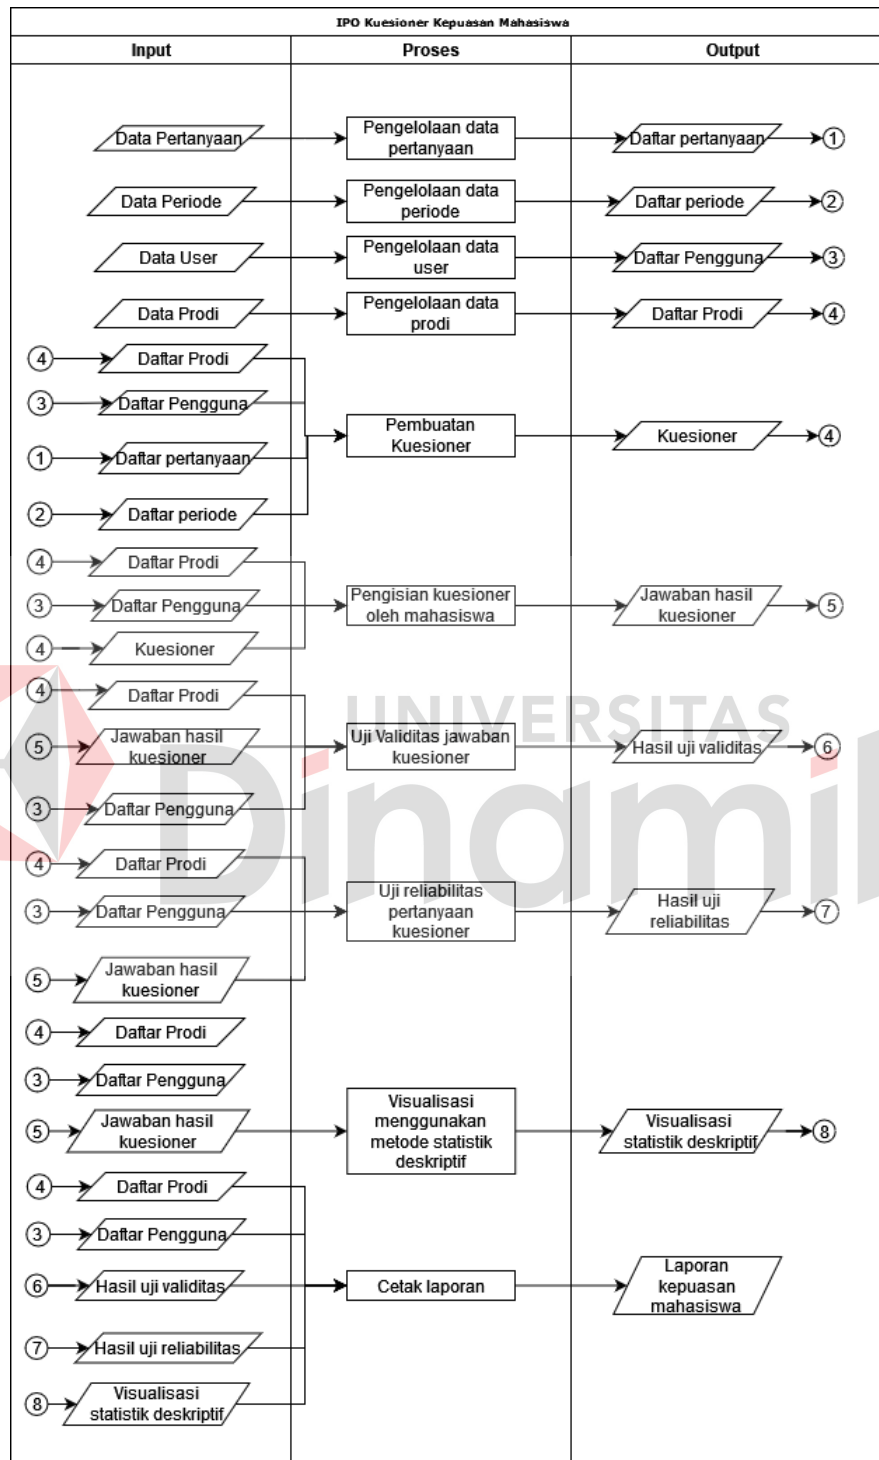 IPO Kuesioner Kepuasan Mahasiswa
Input
Proses
Output
Data Pertanyaan
Pengelolaan data
pertanyaan
Daftar pertanyaan
1
Data Periode
Pengelolaan data
periode
Daftar periode
2
Data User
Pengelolaan data
user
Daftar Pengguna
3
Data Prodi
Pengelolaan data
prodi
Daftar Prodi
4
4
Daftar Prodi
3
Daftar Pengguna
1
Daftar pertanyaan
2
Daftar periode
Pembuatan
Kuesioner
Kuesioner
4
4
Daftar Prodi
3
Daftar Pengguna
4
Kuesioner
Pengisian kuesioner
oleh mahasiswa
Jawaban hasil
kuesioner
5
4
Daftar Prodi
5
Jawaban hasil
kuesioner
3
Daftar Pengguna
Uji Validitas jawaban
kuesioner
Hasil uji validitas
6
UNIVERSITAS
Dinami
4
Daftar Prodi
3
Daftar Pengguna
5
Jawaban hasil
kuesioner
Uji reliabilitas
pertanyaan
kuesioner
Hasil uji
reliabilitas
7
4
Daftar Prodi
3
Daftar Pengguna
5
Jawaban hasil
kuesioner
Visualisasi
menggunakan
metode statistik
deskriptif
Visualisasi
statistik deskriptif
8
4
Daftar Prodi
3
Daftar Pengguna
6
Hasil uji validitas
7
Hasil uji reliabilitas
8
Visualisasi
statistik deskriptif
Cetak laporan
Laporan
kepuasan
mahasiswa